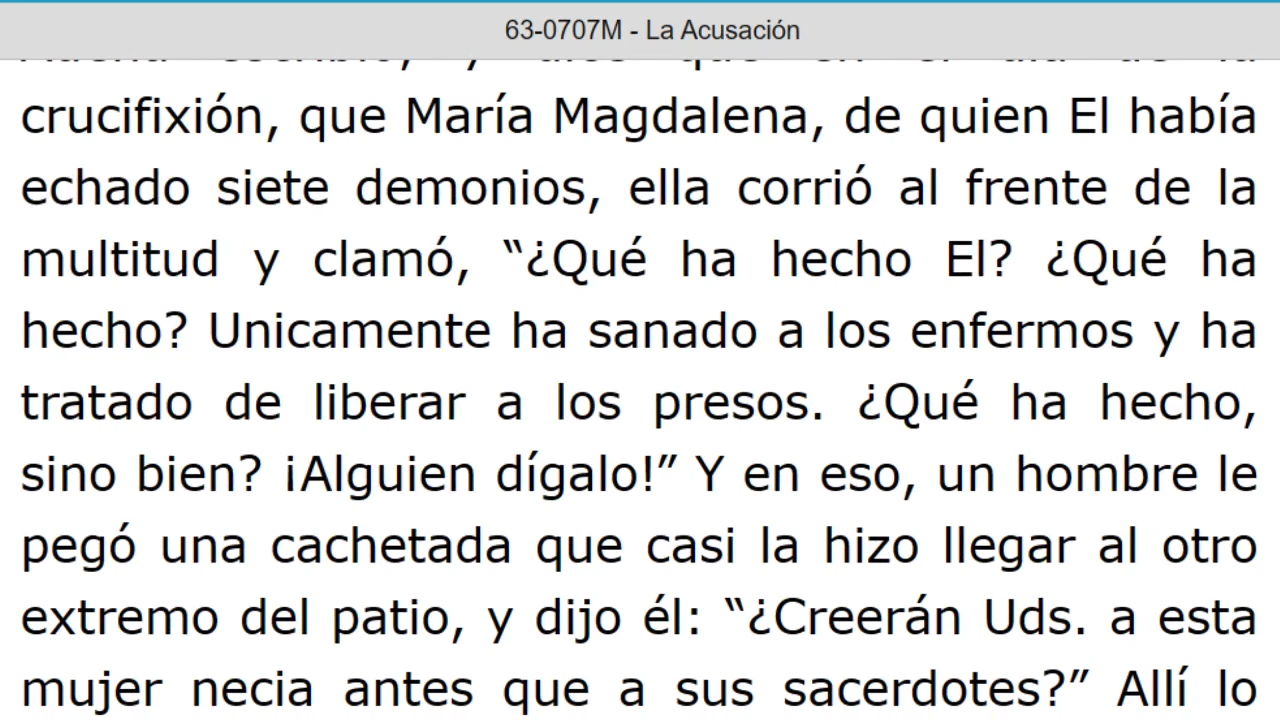 63-0707M - La Acusación
crucifixión, que María Magdalena, de quien El había
echado siete demonios, ella corrió al frente de la
multitud y clamó, “¿Qué ha hecho El? ¿Qué ha
hecho? Unicamente ha sanado a los enfermos y ha
tratado de liberar a los presos. ¿Qué ha hecho,
sino bien? ¡Alguien dígalo!” Y en eso, un hombre le
pegó una cachetada que casi la hizo llegar al otro
extremo del patio, y dijo él: “¿Creerán Uds. a esta
mujer necia antes que a sus sacerdotes?” Allí lo